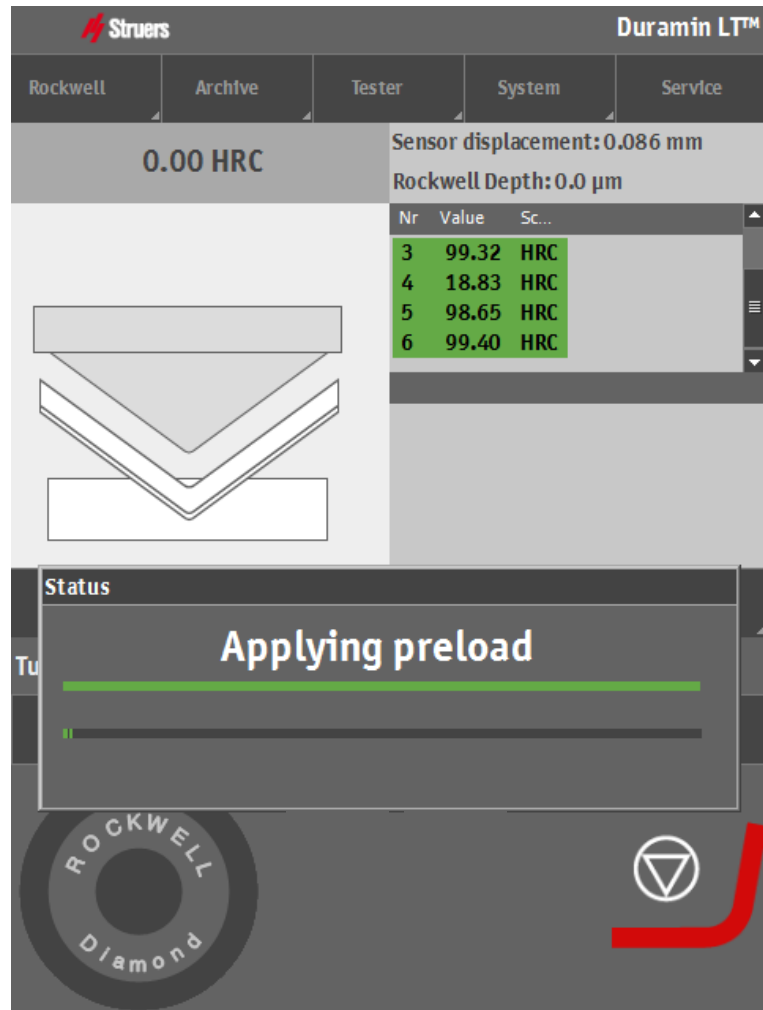 Struers
Duramin LT™
Rockwell Archive Tester System Service
0.00 HRC
Sensor displacement: 0.086 mm
Rockwell Depth: 0.0 µm
Nr Value Sc...
3 99.32 HRC
4 18.83 HRC
5 98.65 HRC
6 99.40 HRC
Status
Applying preload
Tu
ROCKWELL
Diamond